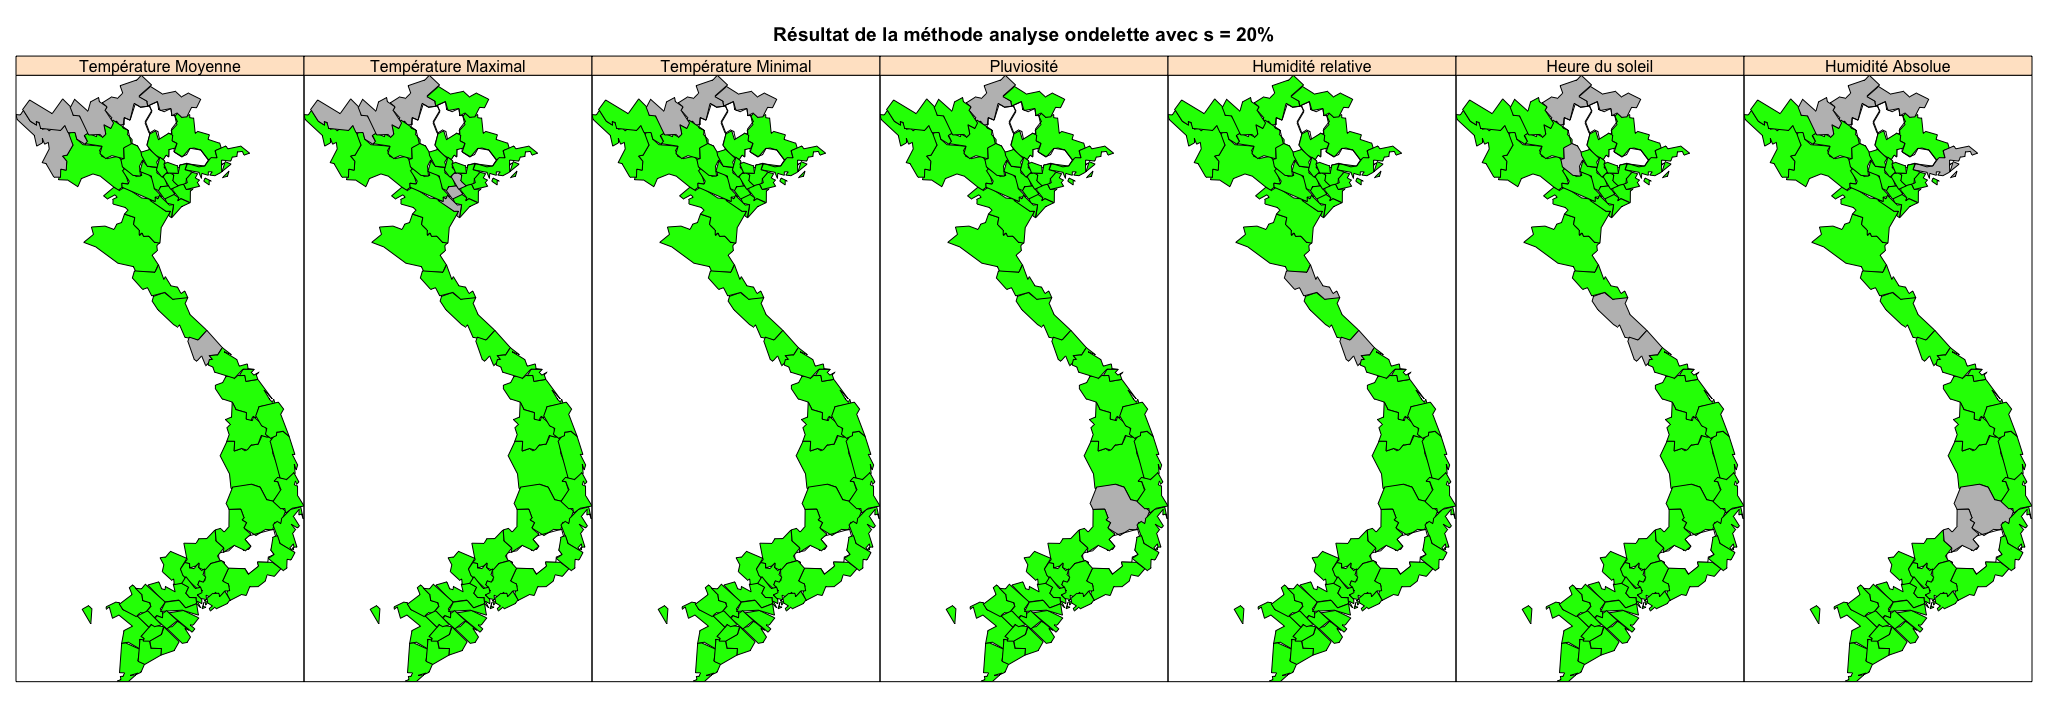 Résultat de la méthode analyse ondelette avec s = 20%
Température Moyenne
Température Maximal
Température Minimal
Pluviosité
Humidité relative
Heure du soleil
Humidité Absolue